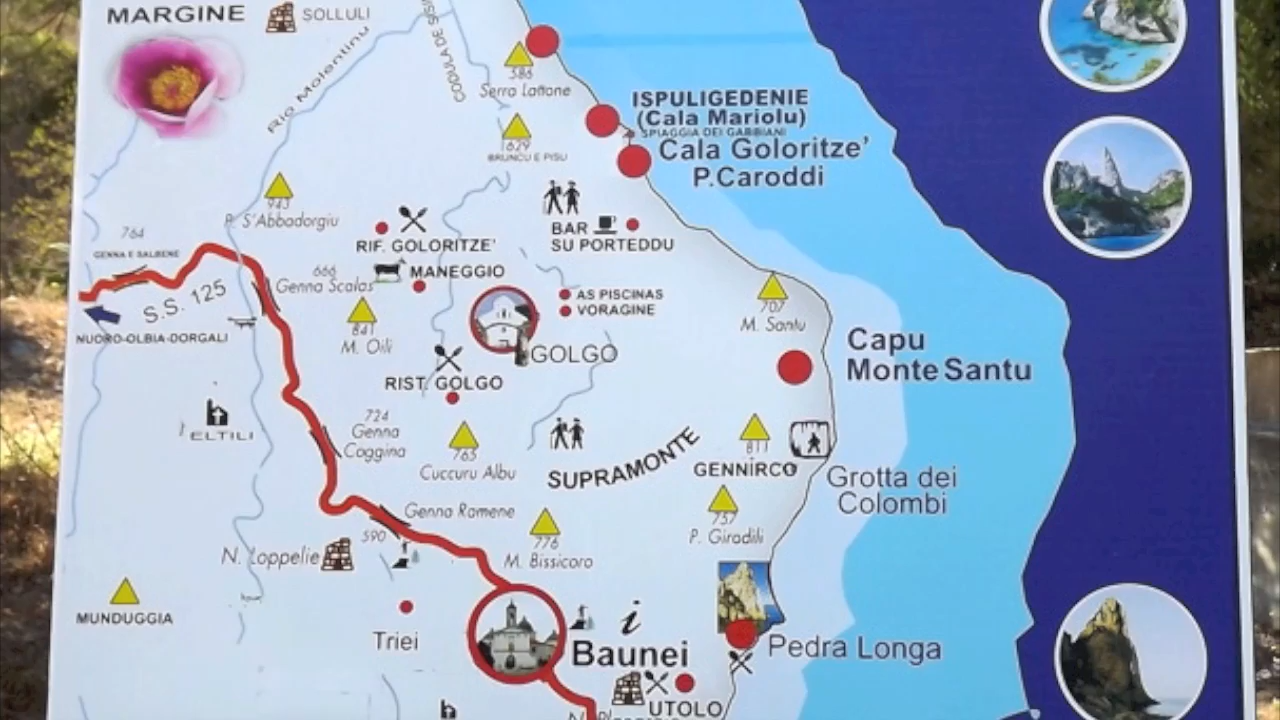 MARGINE
SOLLULI
Rio Molentinu
CODULA DE SISI
586
Serra Lattone
ISPULIGEDENIE
(Cala Mariolu)
SPIAGGIA DEI GABBIANI
Cala Goloritze'
P.Caroddi
1629
BRUNCU E PISU
943
P. S'Abbadorgiu
764
GENNA E SALBENE
RIF. GOLORITZE'
BAR
SU PORTEDDU
MANEGGIO
666
Genna Scalas
S.S. 125
NUORO-OLBIA-DORGALI
AS PISCINAS
VORAGINE
707
M. Santu
841
M. Oili
GOLGO
Capu
Monte Santu
RIST. GOLGO
ELTILI
724
Genna
Coggina
765
Cuccuru Albu
SUPRAMONTE
811
GENNIRCO
Grotta dei
Colombi
Genna Ramene
590
757
P. Giradili
N. Loppelie
776
M. Bissicoro
MUNDUGGIA
Triei
i
Baunei
Pedra Longa
UTOLO